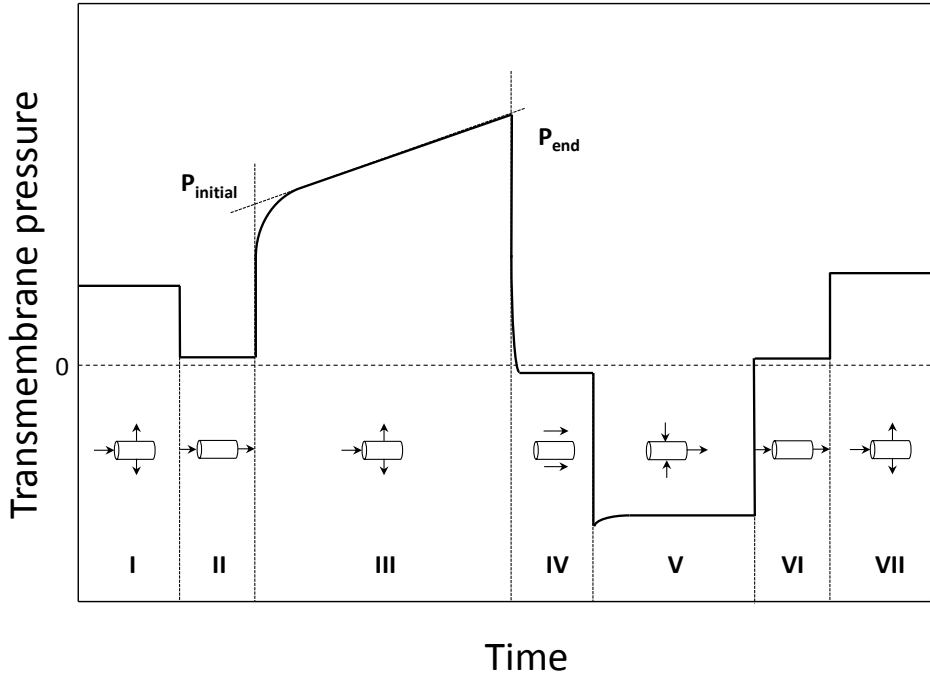 Transmembrane pressure
P_initial
P_end
0
I II III IV V VI VII
Time